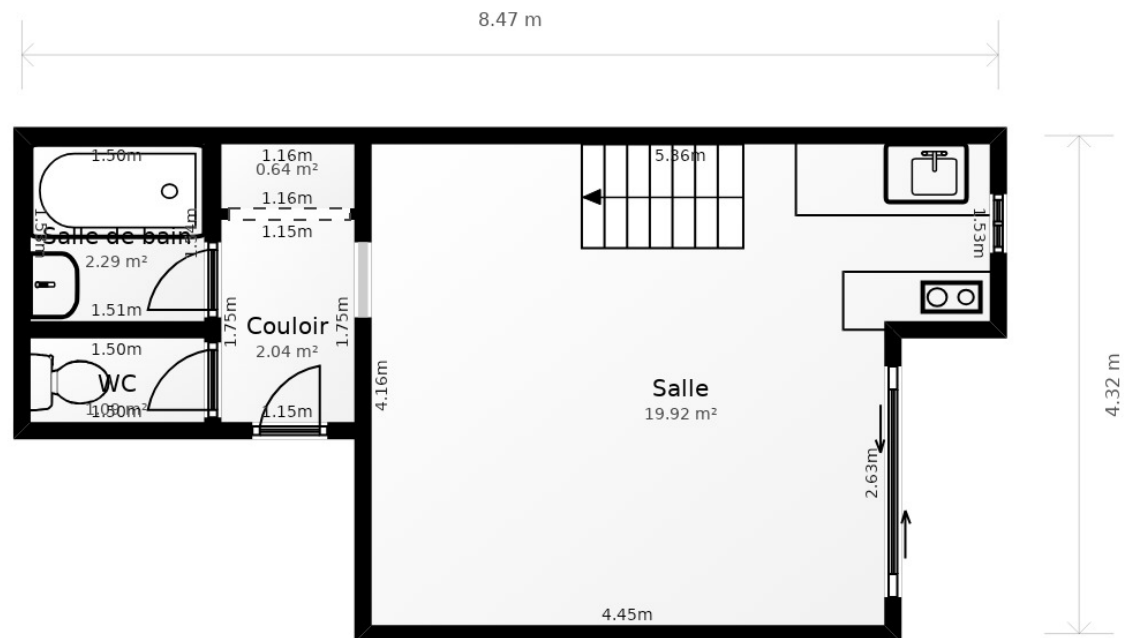 8.47 m
1.50m
1.16m
0.64 m²
5.36m
1.16m
1.15m
1.53m
Salle de bain
2.29 m²
1.51m
1.75m
Couloir
2.04 m²
1.75m
1.50m
WC
1.50m
1.15m
4.16m
Salle
19.92 m²
4.32 m
2.63m
4.45m